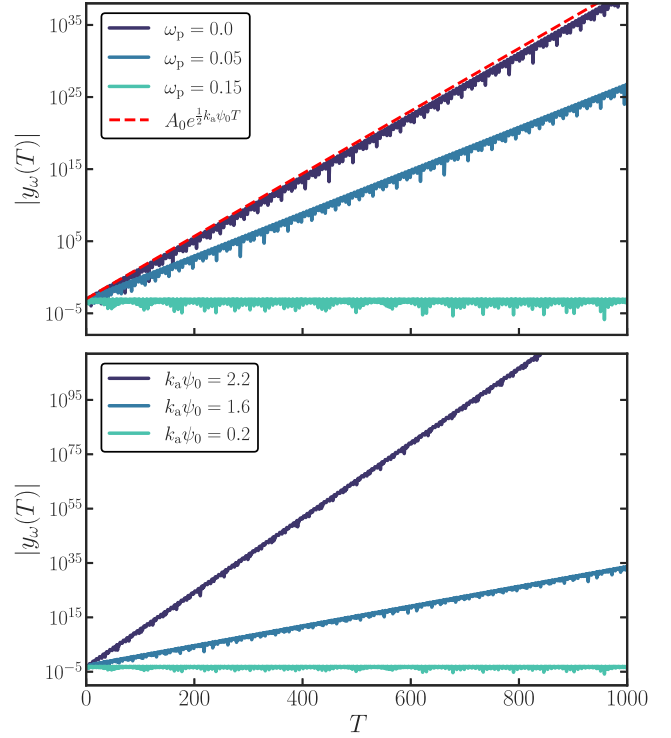 10^35
10^25
10^15
10^5
10^−5
|y_ω(T)|
ω_p = 0.0
ω_p = 0.05
ω_p = 0.15
A_0 e^{½ k_a ψ_0 T}
10^95
10^75
10^55
10^35
10^15
10^−5
|y_ω(T)|
k_a ψ_0 = 2.2
k_a ψ_0 = 1.6
k_a ψ_0 = 0.2
0 200 400 600 800 1000
T